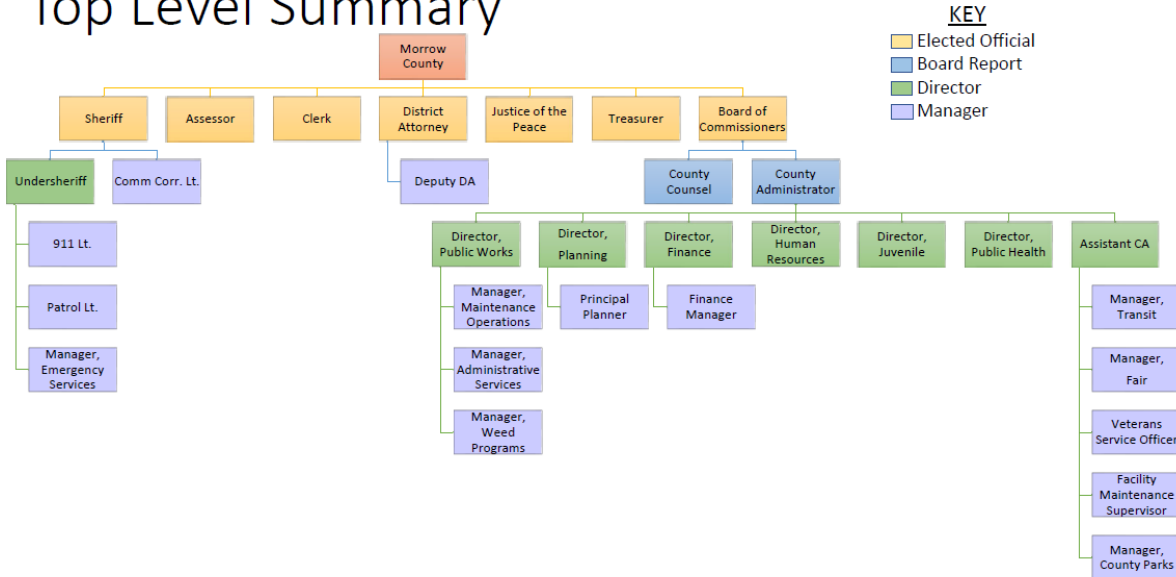 Top Level Summary
KEY
Elected Official
Board Report
Director
Manager
Morrow
County
Sheriff
Assessor
Clerk
District
Attorney
Justice of the
Peace
Treasurer
Board of
Commissioners
Undersheriff
Comm Corr. Lt.
Deputy DA
County
Counsel
County
Administrator
911 Lt.
Patrol Lt.
Manager,
Emergency
Services
Director,
Public Works
Director,
Planning
Director,
Finance
Director,
Human
Resources
Director,
Juvenile
Director,
Public Health
Assistant CA
Manager,
Maintenance
Operations
Manager,
Administrative
Services
Manager,
Weed
Programs
Principal
Planner
Finance
Manager
Manager,
Transit
Manager,
Fair
Veterans
Service Officer
Facility
Maintenance
Supervisor
Manager,
County Parks